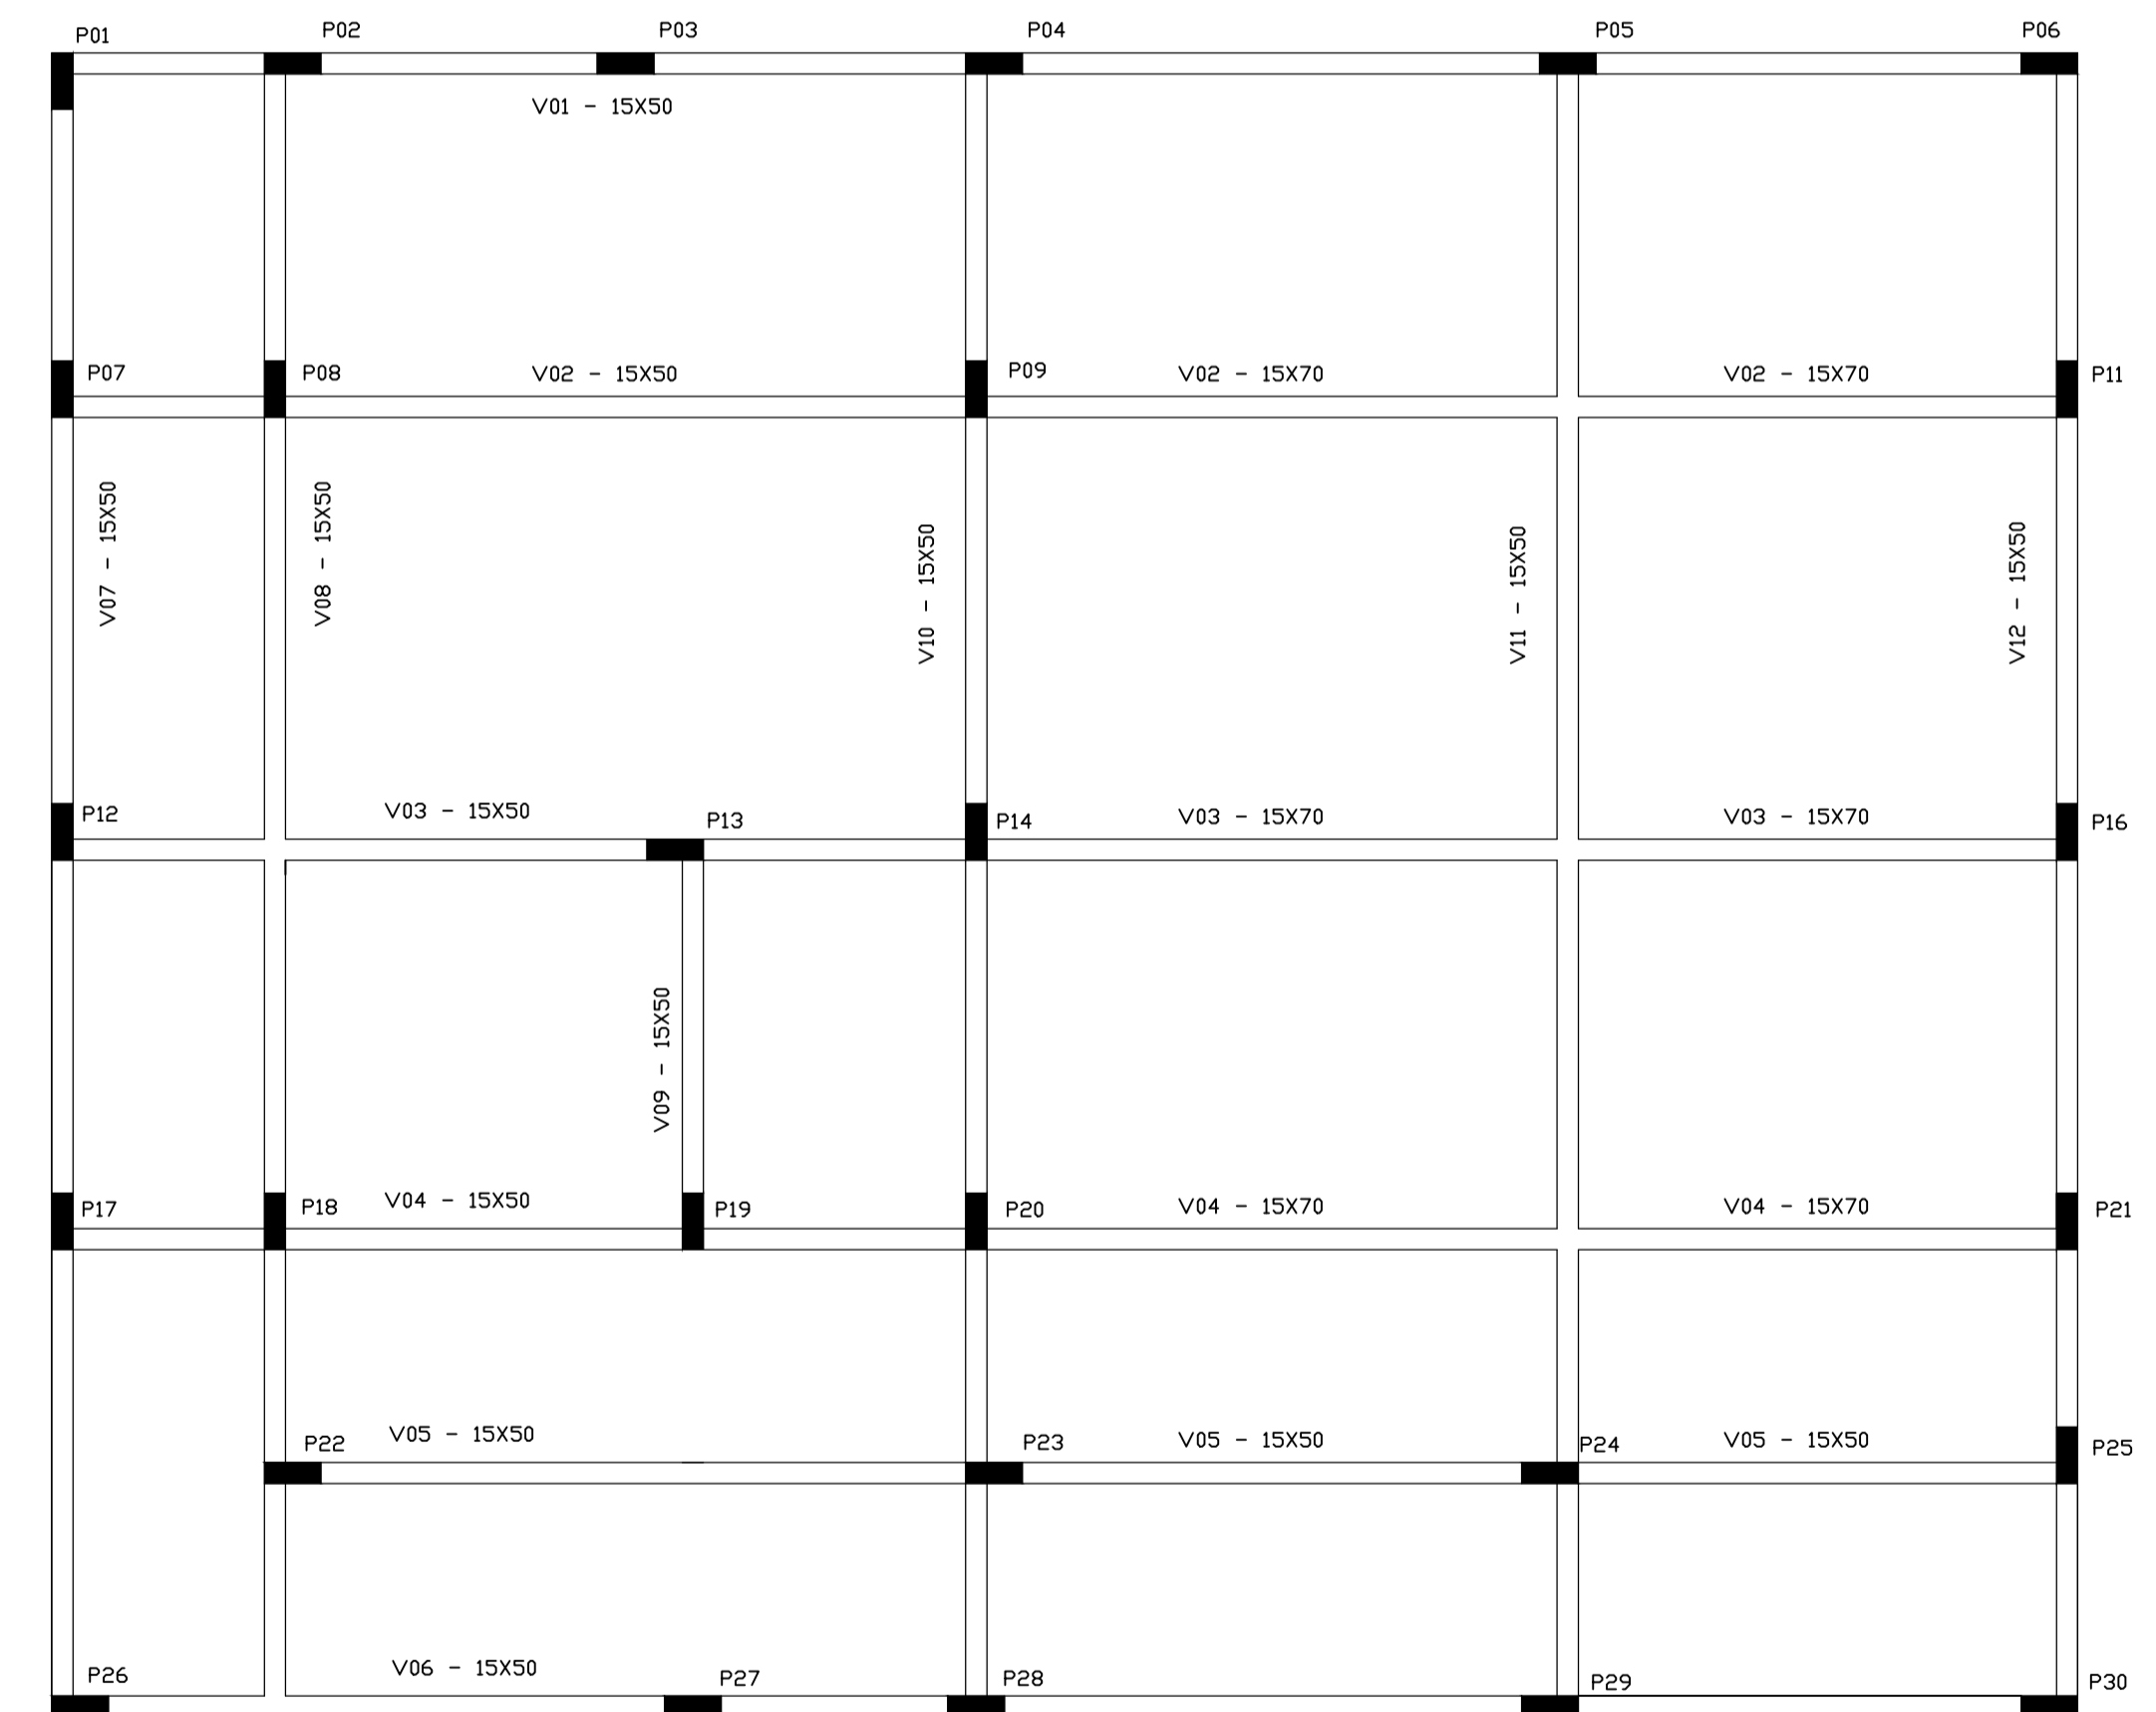 P01
P02
P03
P04
P05
P06
V01 - 15X50
P07
P08
V02 - 15X50
P09
V02 - 15X70
V02 - 15X70
P11
V07 - 15X50
V08 - 15X50
V10 - 15X50
V11 - 15X50
V12 - 15X50
P12
V03 - 15X50
P13
P14
V03 - 15X70
V03 - 15X70
P16
V09 - 15X50
P17
P18
V04 - 15X50
P19
P20
V04 - 15X70
V04 - 15X70
P21
P22
V05 - 15X50
P23
V05 - 15X50
P24
V05 - 15X50
P25
P26
V06 - 15X50
P27
P28
P29
P30